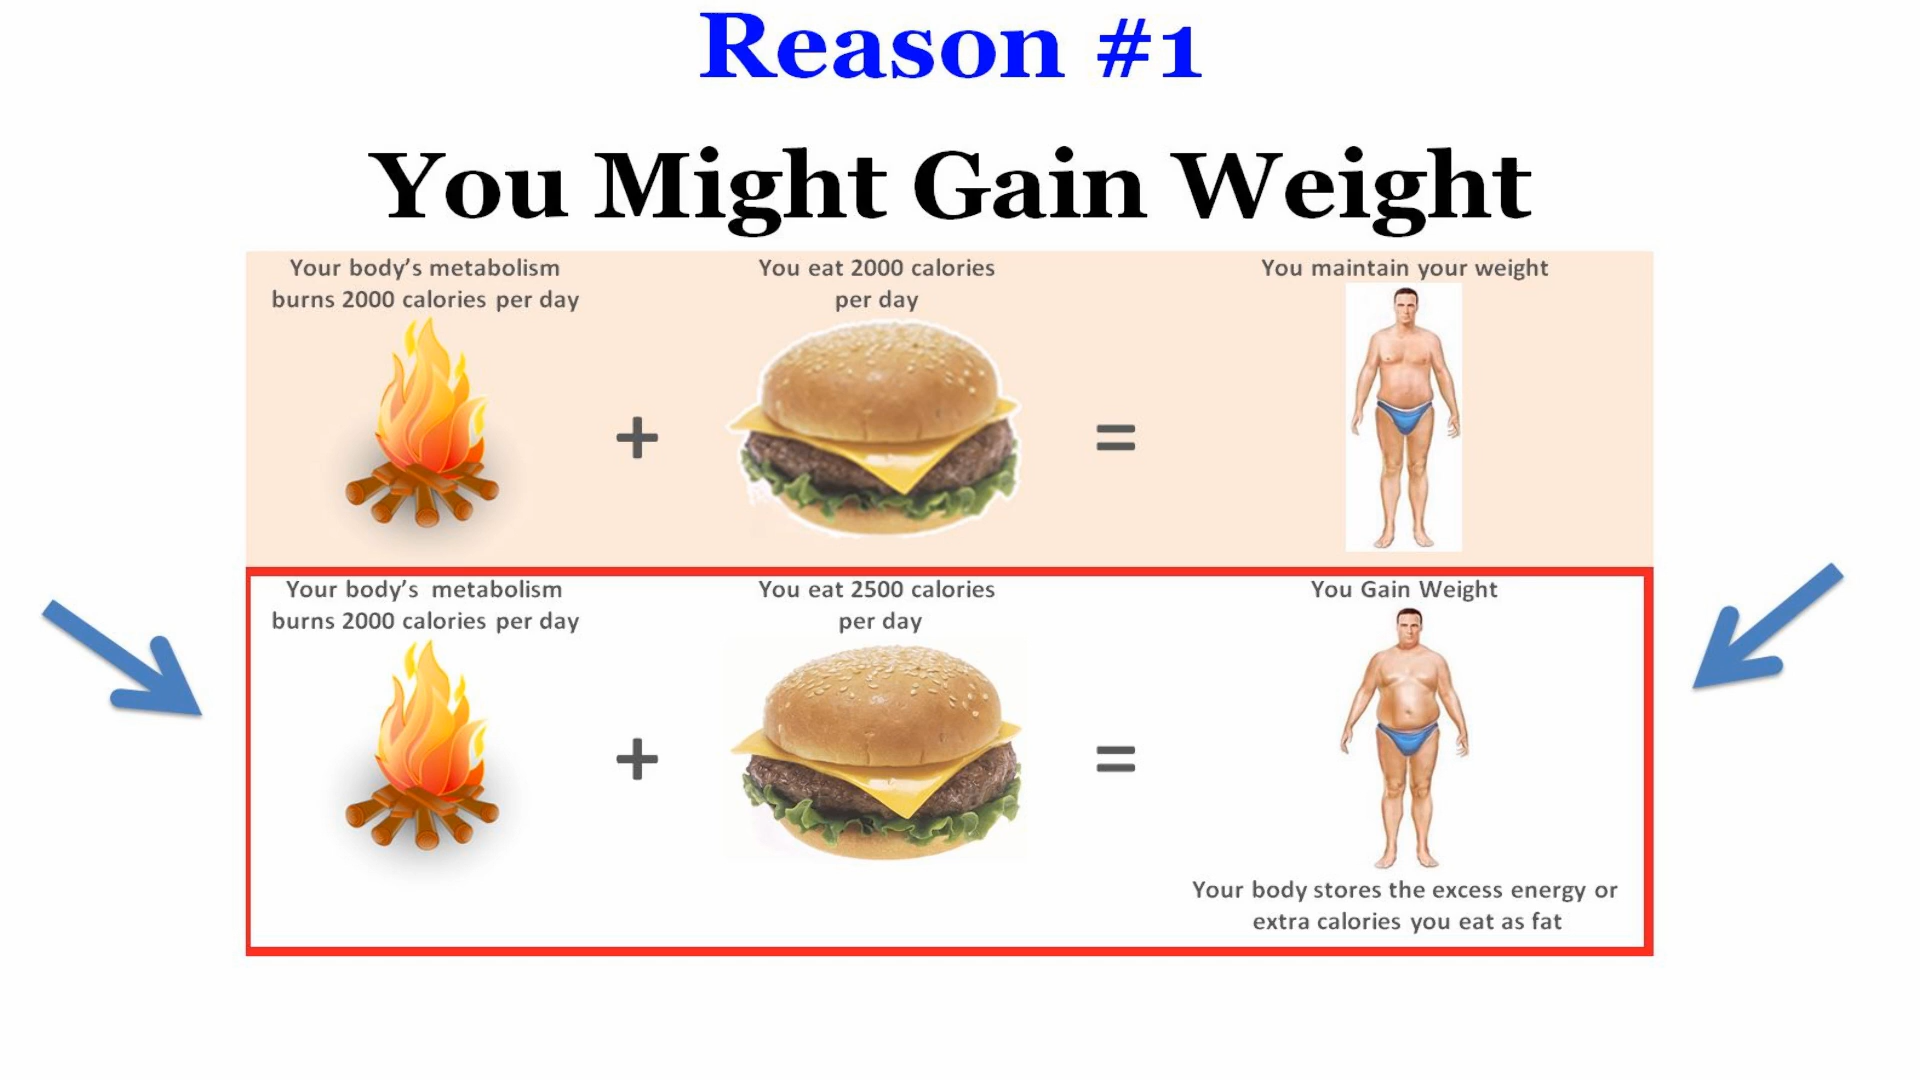 Reason #1
You Might Gain Weight
Your body's metabolism
burns 2000 calories per day
You eat 2000 calories
per day
You maintain your weight
+
=
Your body's metabolism
burns 2000 calories per day
You eat 2500 calories
per day
You Gain Weight
+
=
Your body stores the excess energy or
extra calories you eat as fat